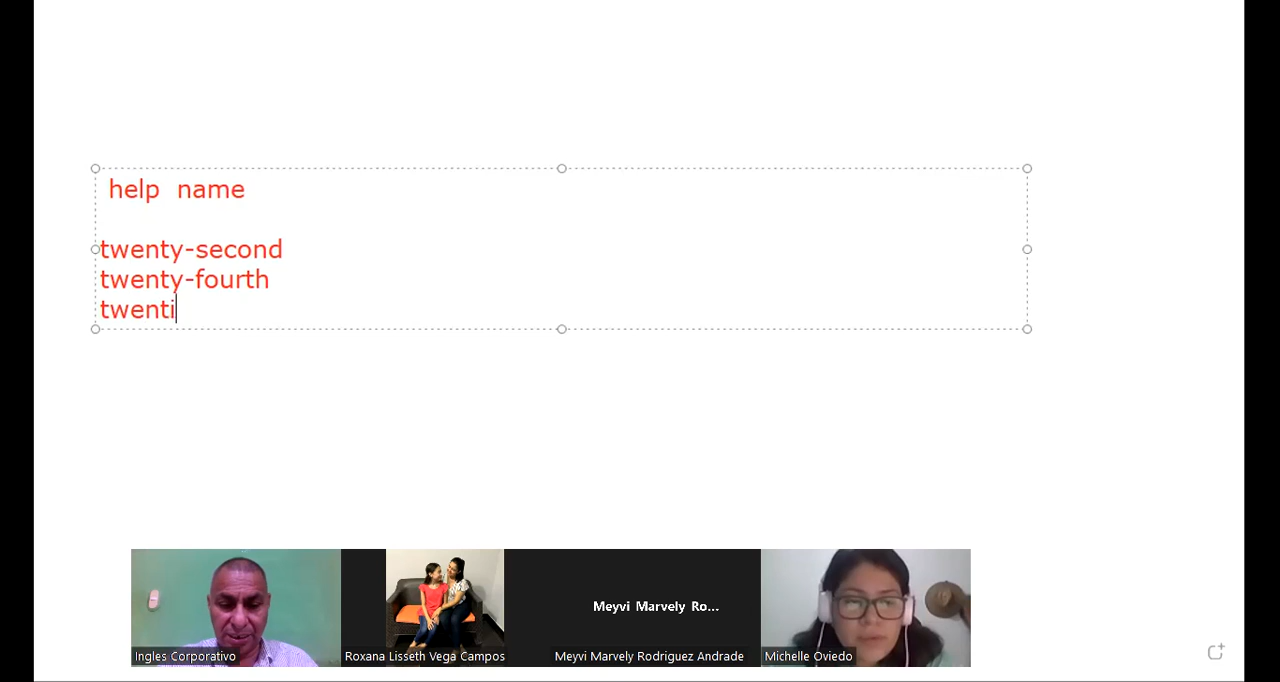 help name
twenty-second
twenty-fourth
twenti
Meyvi Marvely Ro...
Ingles Corporativo
Roxana Lisseth Vega Campos
Meyvi Marvely Rodriguez Andrade
Michelle Oviedo